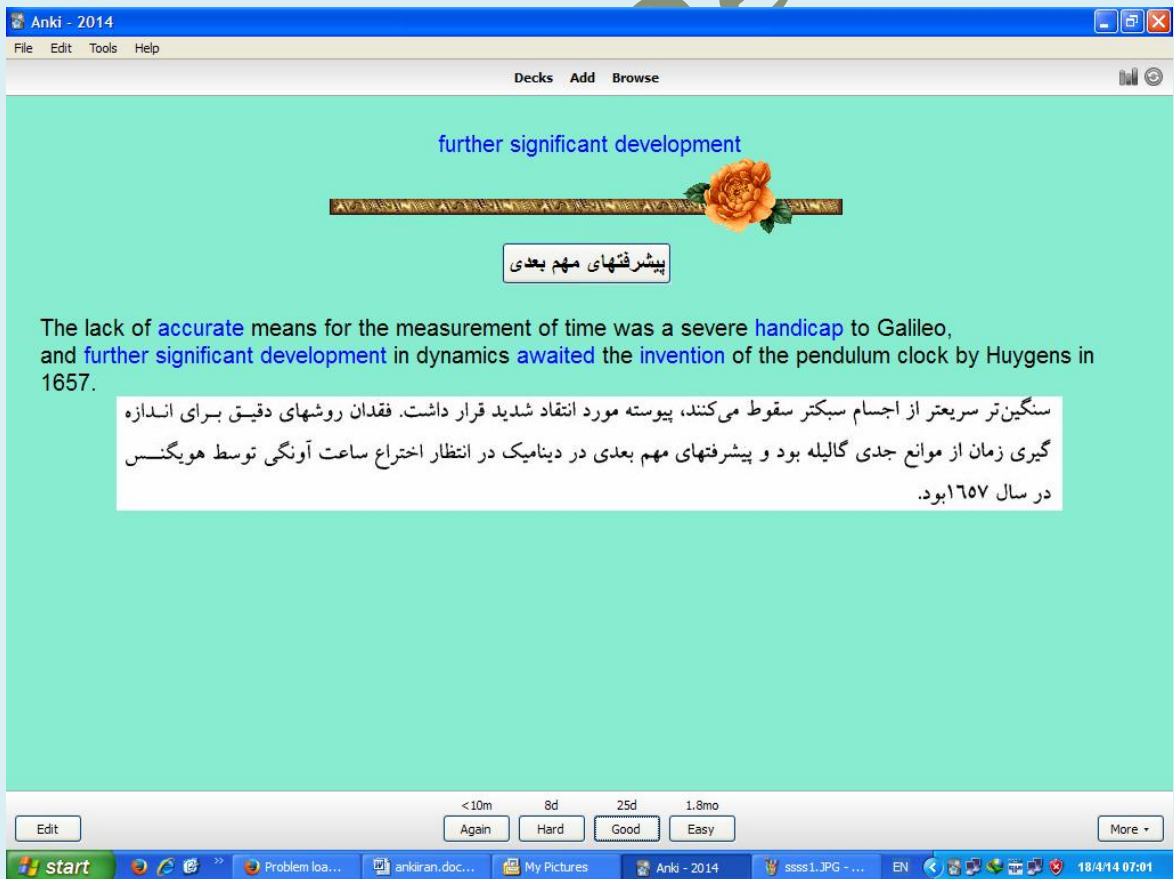 Anki - 2014
File Edit Tools Help
Decks Add Browse
further significant development
پیشرفتهای مهم بعدی
The lack of accurate means for the measurement of time was a severe handicap to Galileo,
and further significant development in dynamics awaited the invention of the pendulum clock by Huygens in
1657.
سنگین‌تر سریعتر از اجسام سبکتر سقوط می‌کنند، پیوسته مورد انتقاد شدید قرار داشت. فقدان روشهای دقیق برای اندازه
گیری زمان از موانع جدی گالیله بود و پیشرفتهای مهم بعدی در دینامیک در انتظار اختراع ساعت آونگی توسط هویگنس
در سال ١٦٥٧بود.
<10m 8d 25d 1.8mo
Edit Again Hard Good Easy More
start Problem loa... ankiiran.doc... My Pictures Anki - 2014 ssss1.JPG - ... EN 18/4/14 07:01